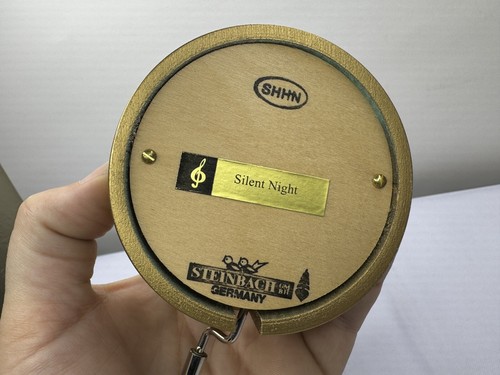 SHHN
Silent Night
STEINBACH
GERMANY